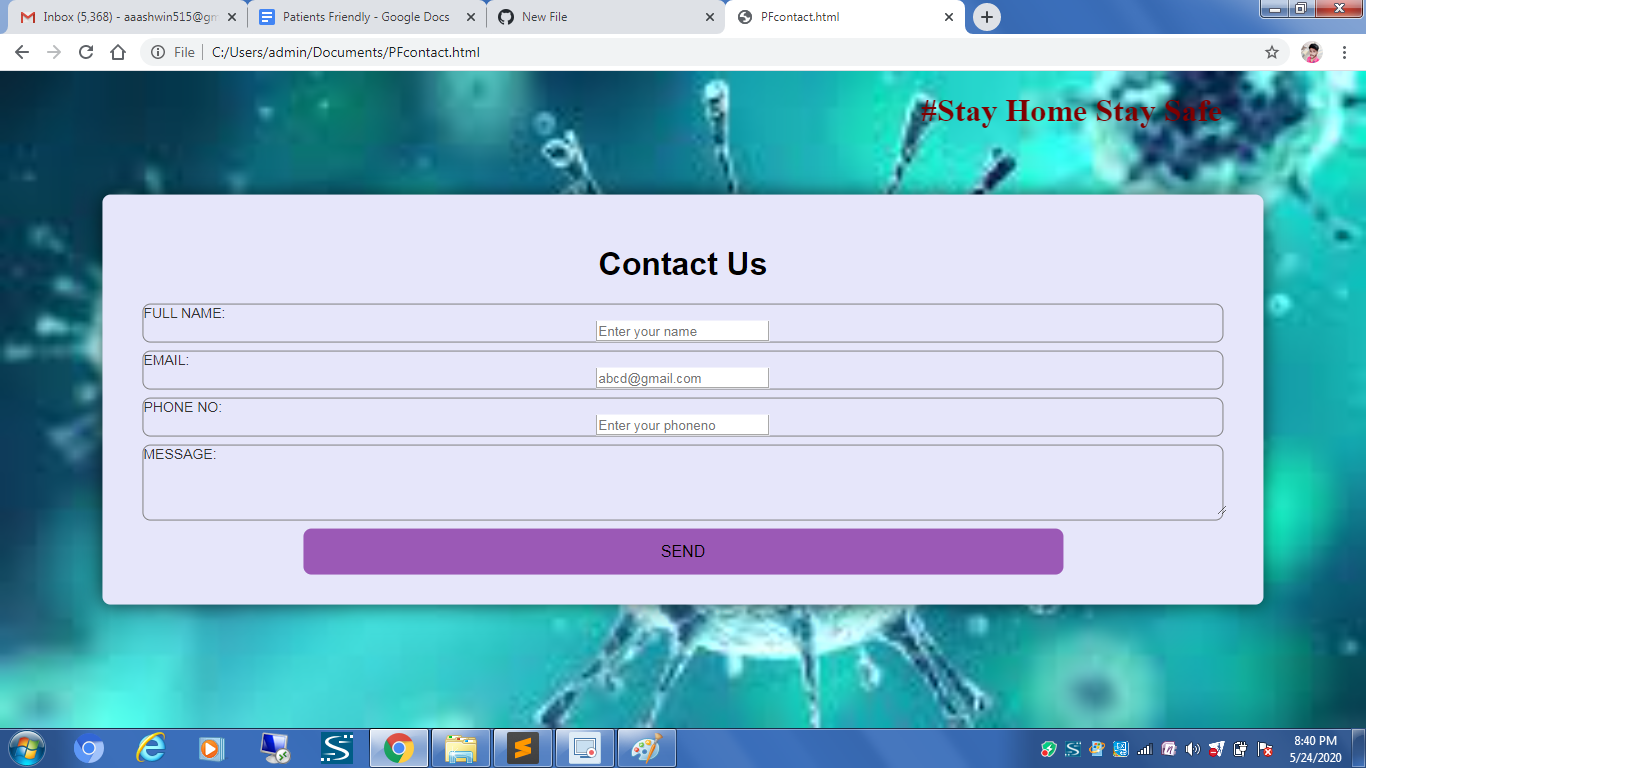 Inbox (5,368) - aaashwin515@gm
Patients Friendly - Google Docs
New File
PFcontact.html
File
C:/Users/admin/Documents/PFcontact.html
#Stay Home Stay Safe
Contact Us
FULL NAME:
Enter your name
EMAIL:
abcd@gmail.com
PHONE NO:
Enter your phoneno
MESSAGE:
SEND
8:40 PM
5/24/2020